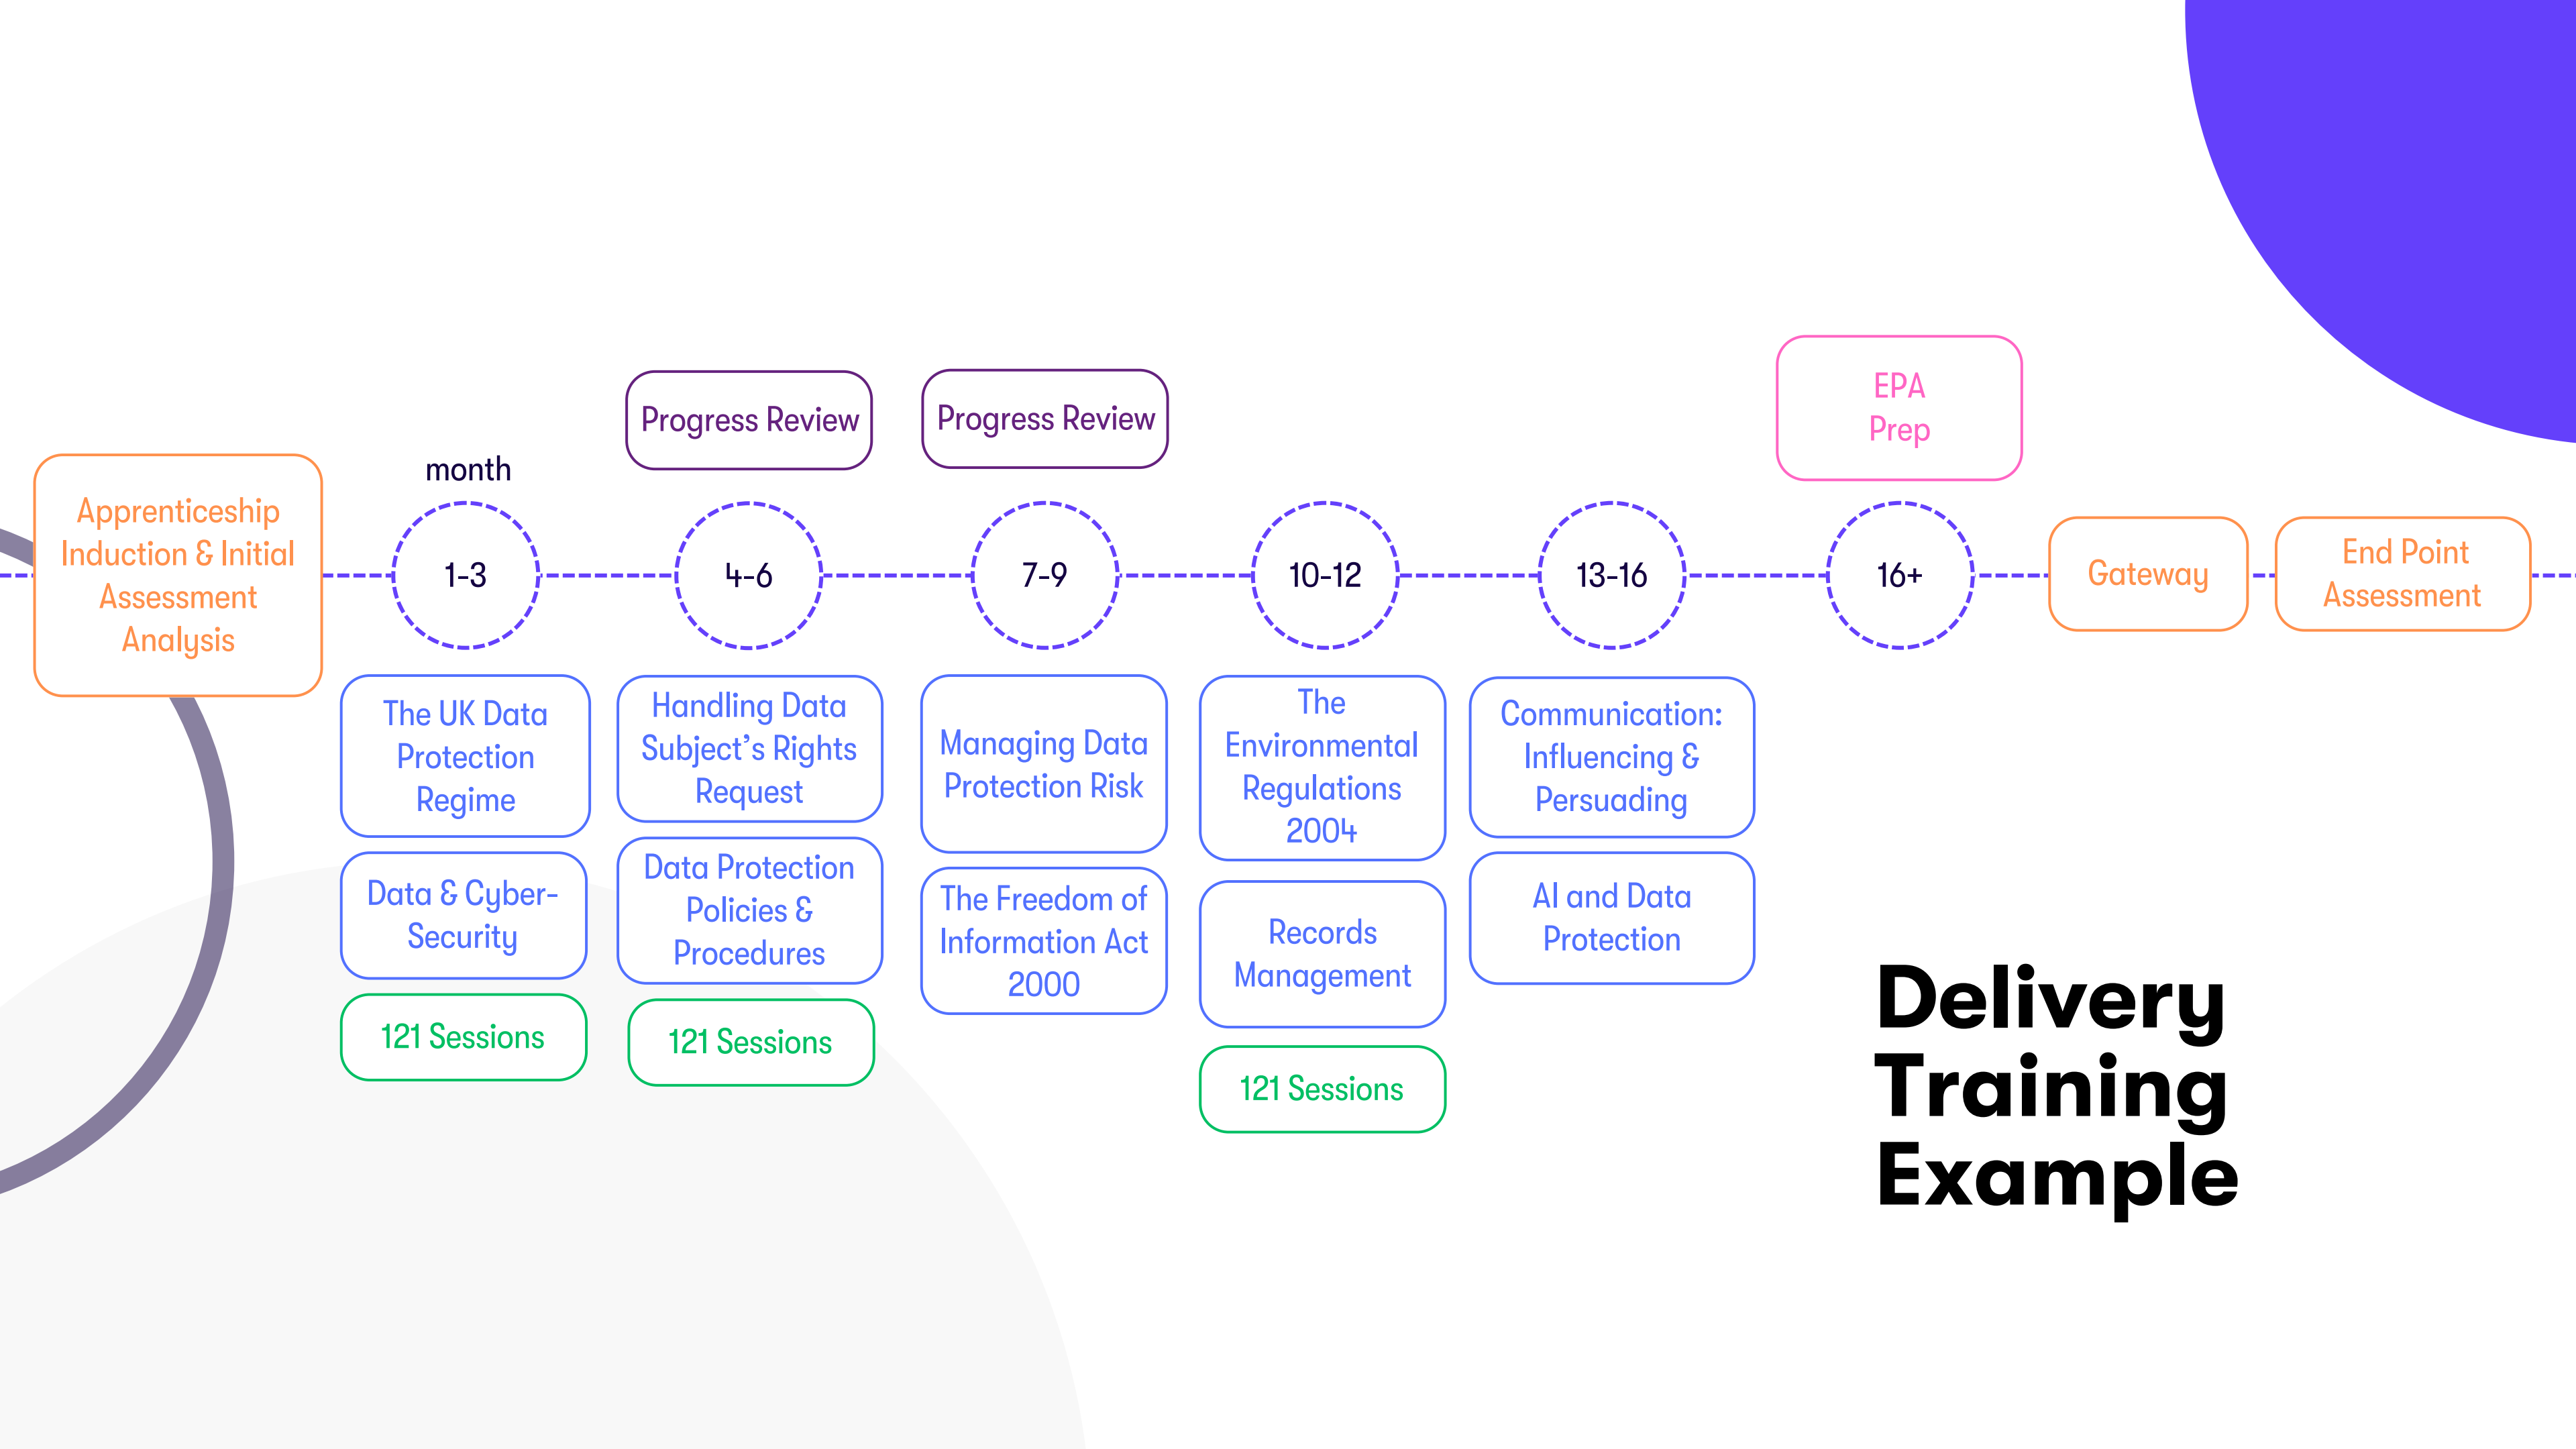 Progress Review
Progress Review
EPA
Prep
month
Apprenticeship
Induction & Initial
Assessment
Analysis
1-3
4-6
7-9
10-12
13-16
16+
Gateway
End Point
Assessment
The UK Data
Protection
Regime
Data & Cyber-
Security
121 Sessions
Handling Data
Subject’s Rights
Request
Data Protection
Policies &
Procedures
121 Sessions
Managing Data
Protection Risk
The Freedom of
Information Act
2000
The
Environmental
Regulations
2004
Records
Management
121 Sessions
Communication:
Influencing &
Persuading
AI and Data
Protection
Delivery
Training
Example